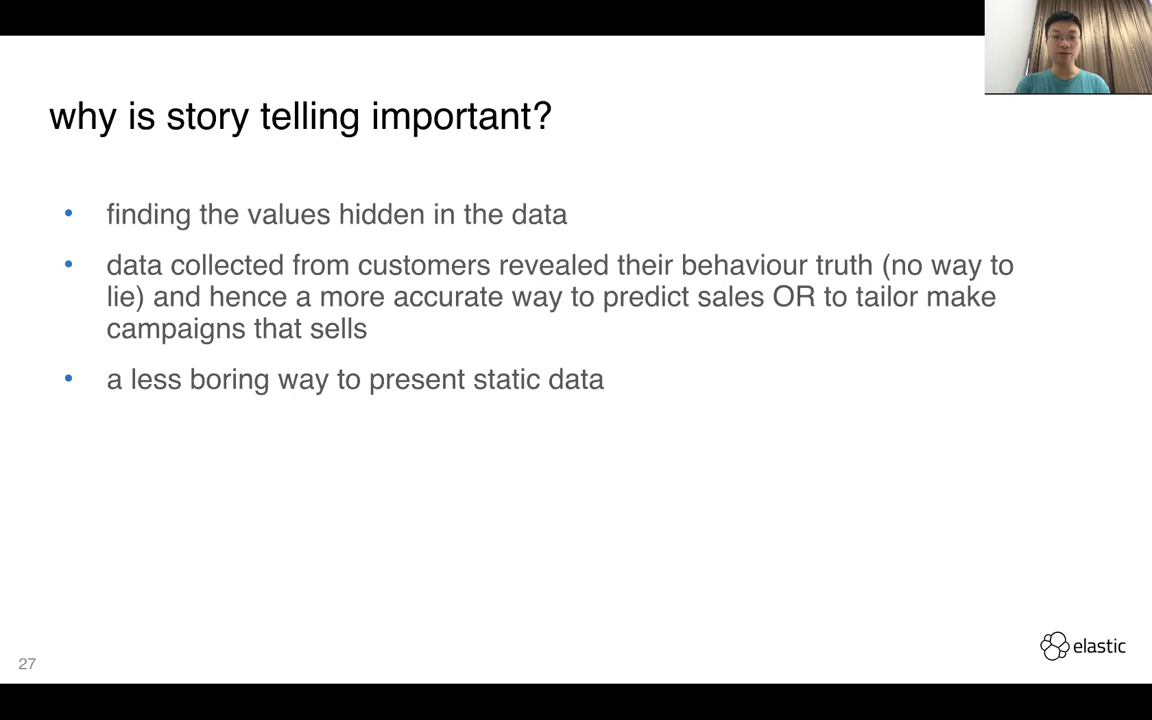 why is story telling important?
• finding the values hidden in the data
• data collected from customers revealed their behaviour truth (no way to
lie) and hence a more accurate way to predict sales OR to tailor make
campaigns that sells
• a less boring way to present static data
elastic
27